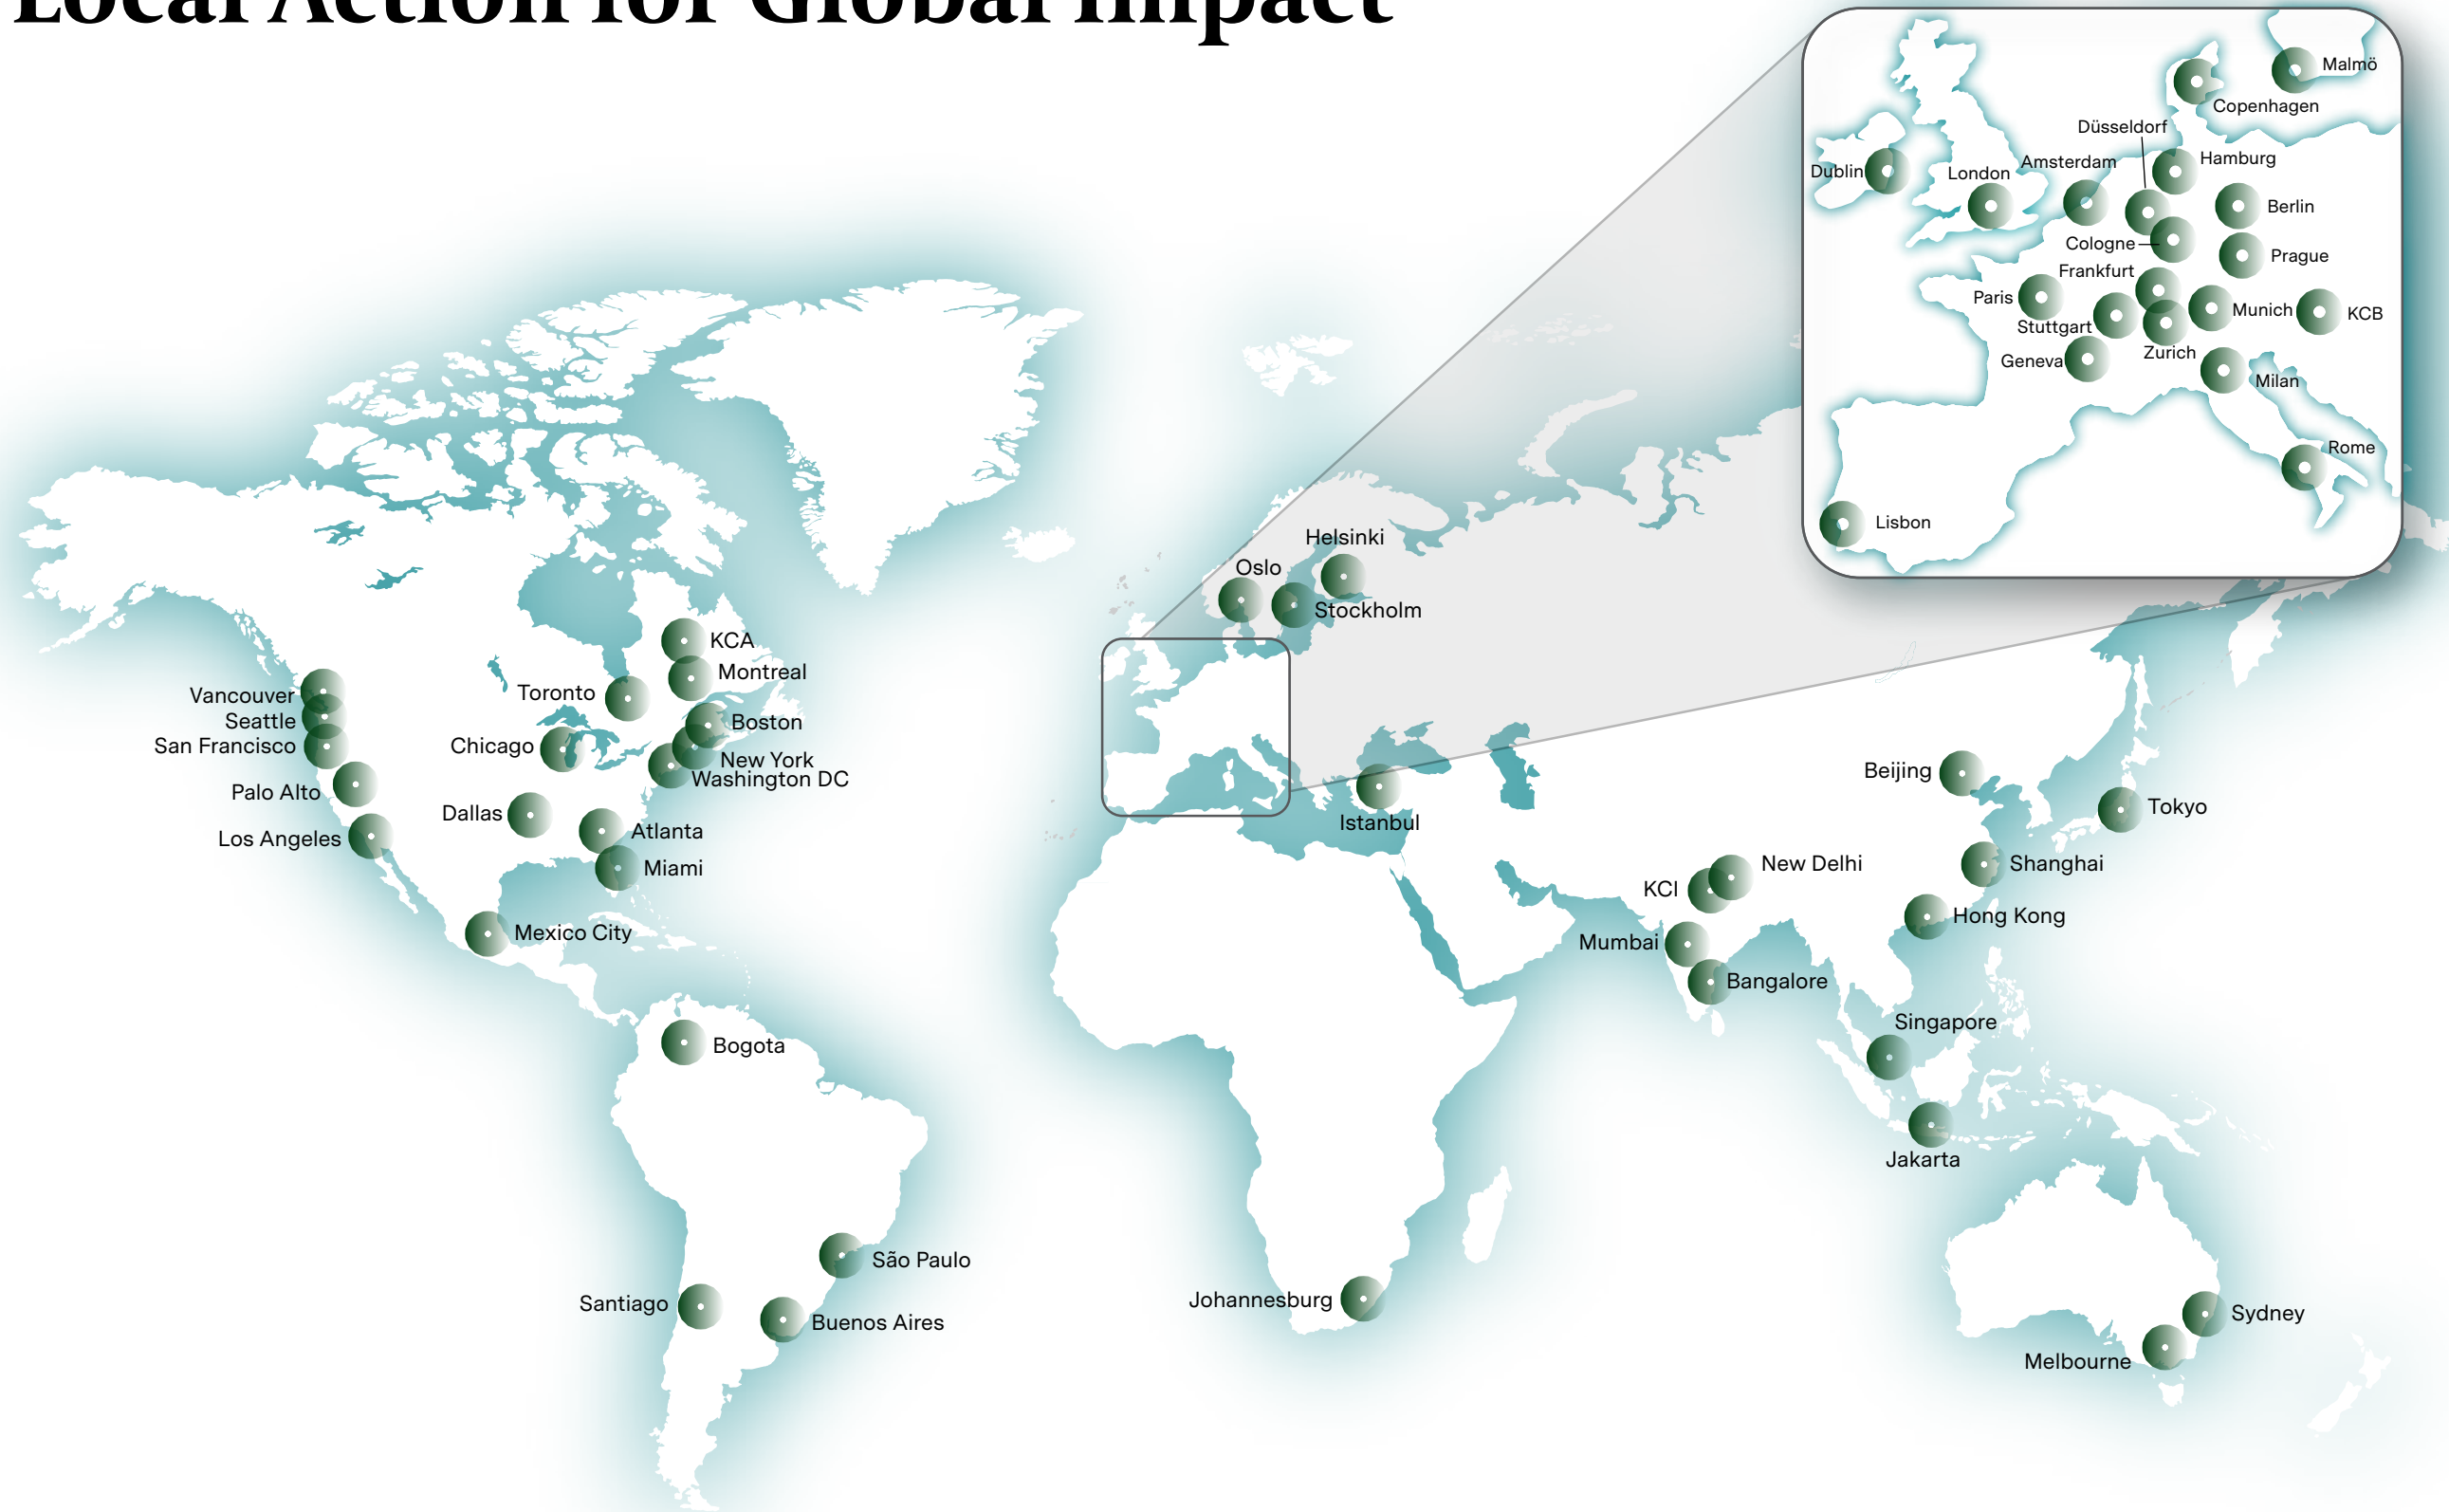 Local Action for Global Impact
Malmö
Copenhagen
Düsseldorf
Hamburg
Amsterdam
Dublin
London
Berlin
Cologne
Prague
Frankfurt
Paris
Munich
KCB
Stuttgart
Zurich
Geneva
Milan
Rome
Lisbon
Helsinki
Oslo
Stockholm
KCA
Montreal
Toronto
Vancouver
Seattle
Boston
San Francisco
Chicago
New York
Washington DC
Palo Alto
Dallas
Atlanta
Los Angeles
Miami
Mexico City
Istanbul
Beijing
Tokyo
New Delhi
Shanghai
KCI
Hong Kong
Mumbai
Bangalore
Singapore
Bogota
Jakarta
São Paulo
Santiago
Buenos Aires
Johannesburg
Sydney
Melbourne